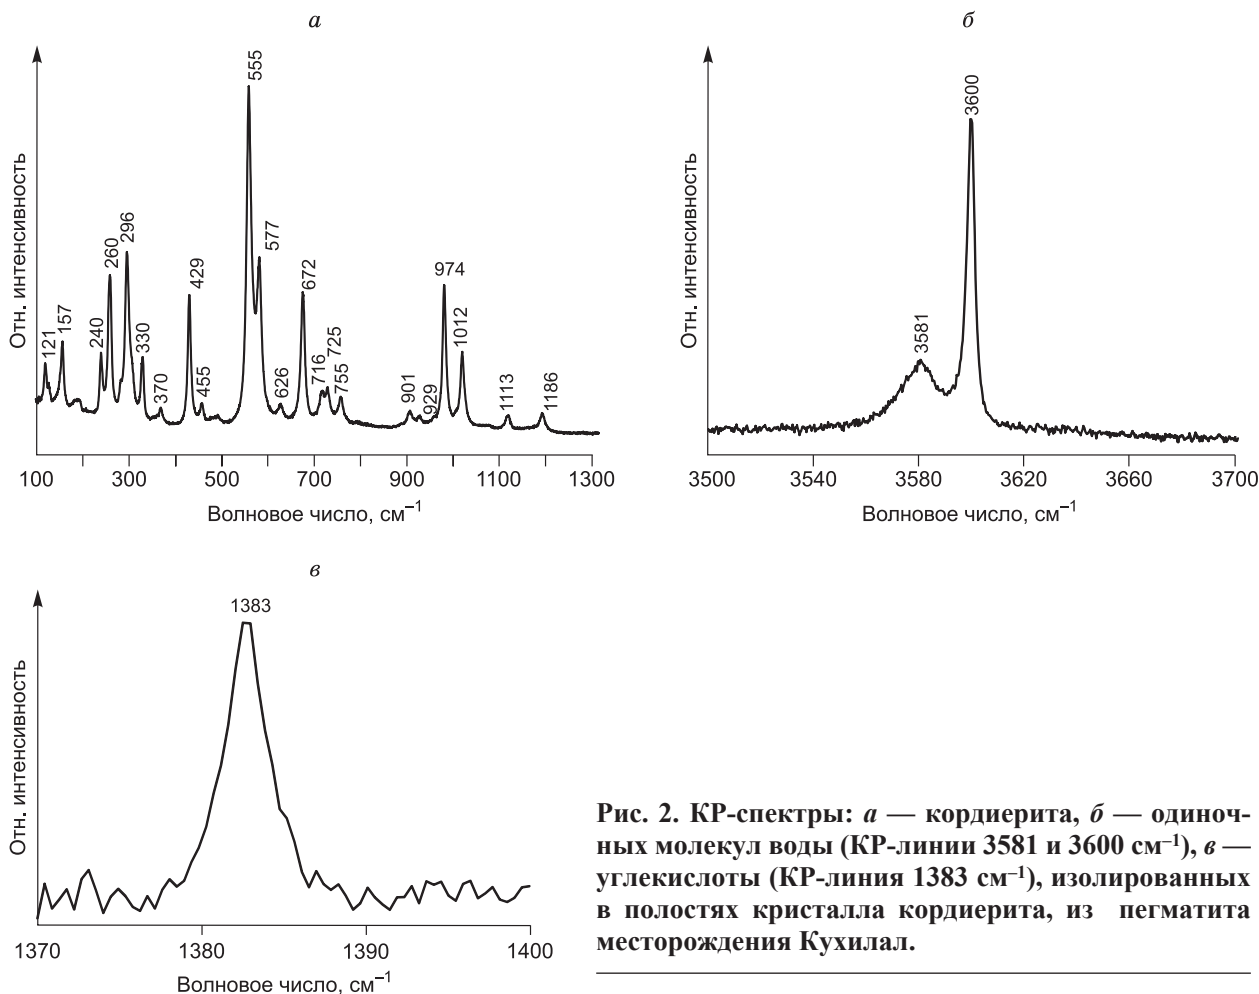 а
Отн. интенсивность
121
157
240
260
296
330
370
429
455
555
577
626
672
716
725
755
901
929
974
1012
1113
1186
100 300 500 700 900 1100 1300
Волновое число, см⁻¹
б
Отн. интенсивность
3581
3600
3500 3540 3580 3620 3660 3700
Волновое число, см⁻¹
в
Отн. интенсивность
1383
1370 1380 1390 1400
Волновое число, см⁻¹
Рис. 2. КР-спектры: а — кордиерита, б — одиноч-
ных молекул воды (КР-линии 3581 и 3600 см⁻¹), в —
углекислоты (КР-линия 1383 см⁻¹), изолированных
в полостях кристалла кордиерита, из пегматита
месторождения Кухилал.